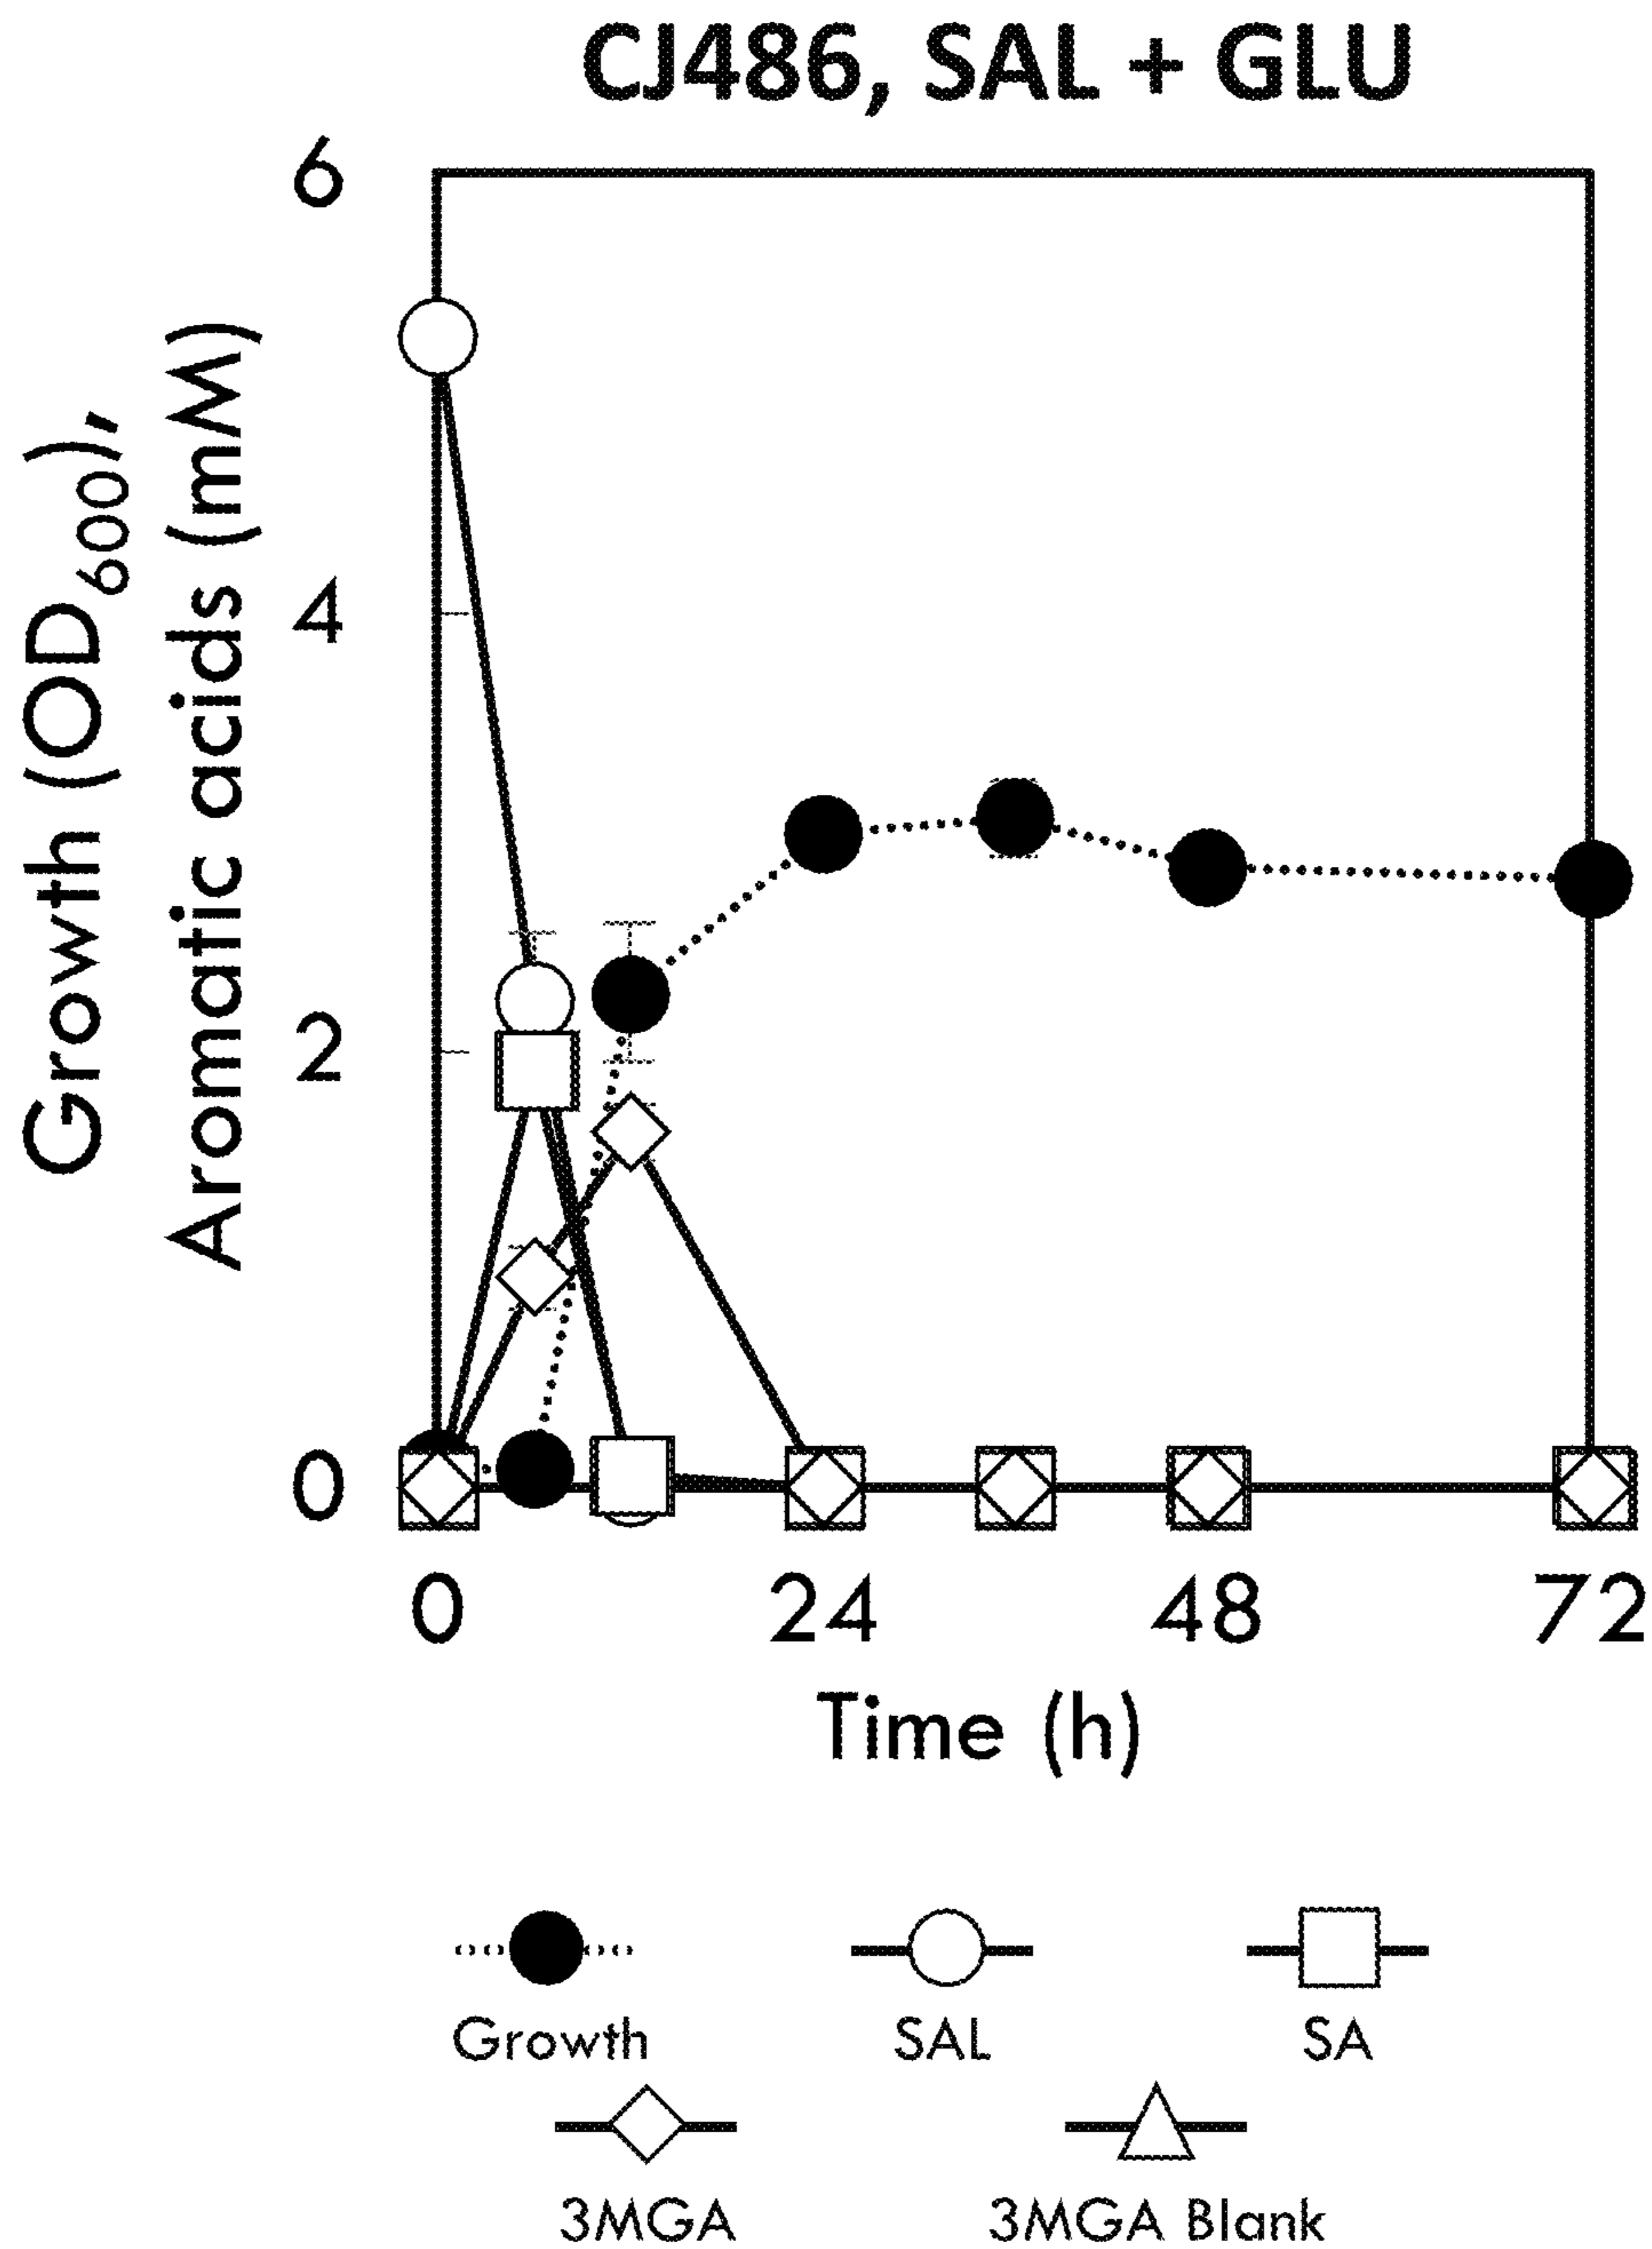 CJ486, SAL + GLU
Growth (OD600),
Aromatic acids (mM)
6
4
2
0
0 24 48 72
Time (h)
Growth SAL SA
3MGA 3MGA Blank